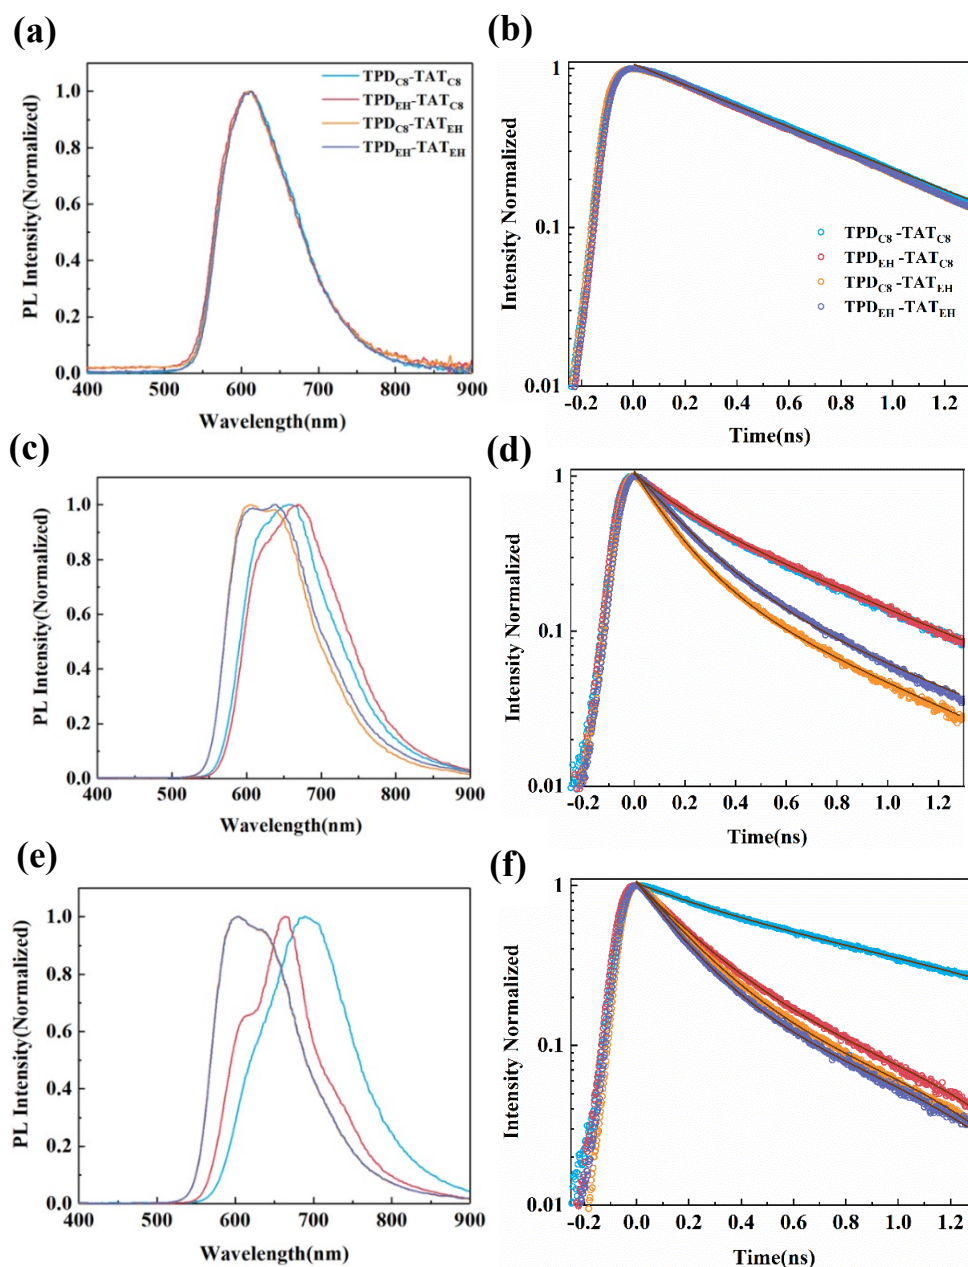 (a)
PL Intensity(Normalized)
1.0
0.8
0.6
0.4
0.2
0.0
400 500 600 700 800 900
Wavelength(nm)
TPDC8-TATC8
TPDEH-TATC8
TPDC8-TATEH
TPDEH-TATEH
(b)
Intensity Normalized
1
0.1
0.01
-0.2 0.0 0.2 0.4 0.6 0.8 1.0 1.2
Time(ns)
TPDC8 -TATC8
TPDEH -TATC8
TPDC8 -TATEH
TPDEH -TATEH
(c)
PL Intensity(Normalized)
1.0
0.8
0.6
0.4
0.2
0.0
400 500 600 700 800 900
Wavelength(nm)
(d)
Intensity Normalized
1
0.1
0.01
-0.2 0.0 0.2 0.4 0.6 0.8 1.0 1.2
Time(ns)
(e)
PL Intensity(Normalized)
1.0
0.8
0.6
0.4
0.2
0.0
400 500 600 700 800 900
Wavelength(nm)
(f)
Intensity Normalized
1
0.1
0.01
-0.2 0.0 0.2 0.4 0.6 0.8 1.0 1.2
Time(ns)